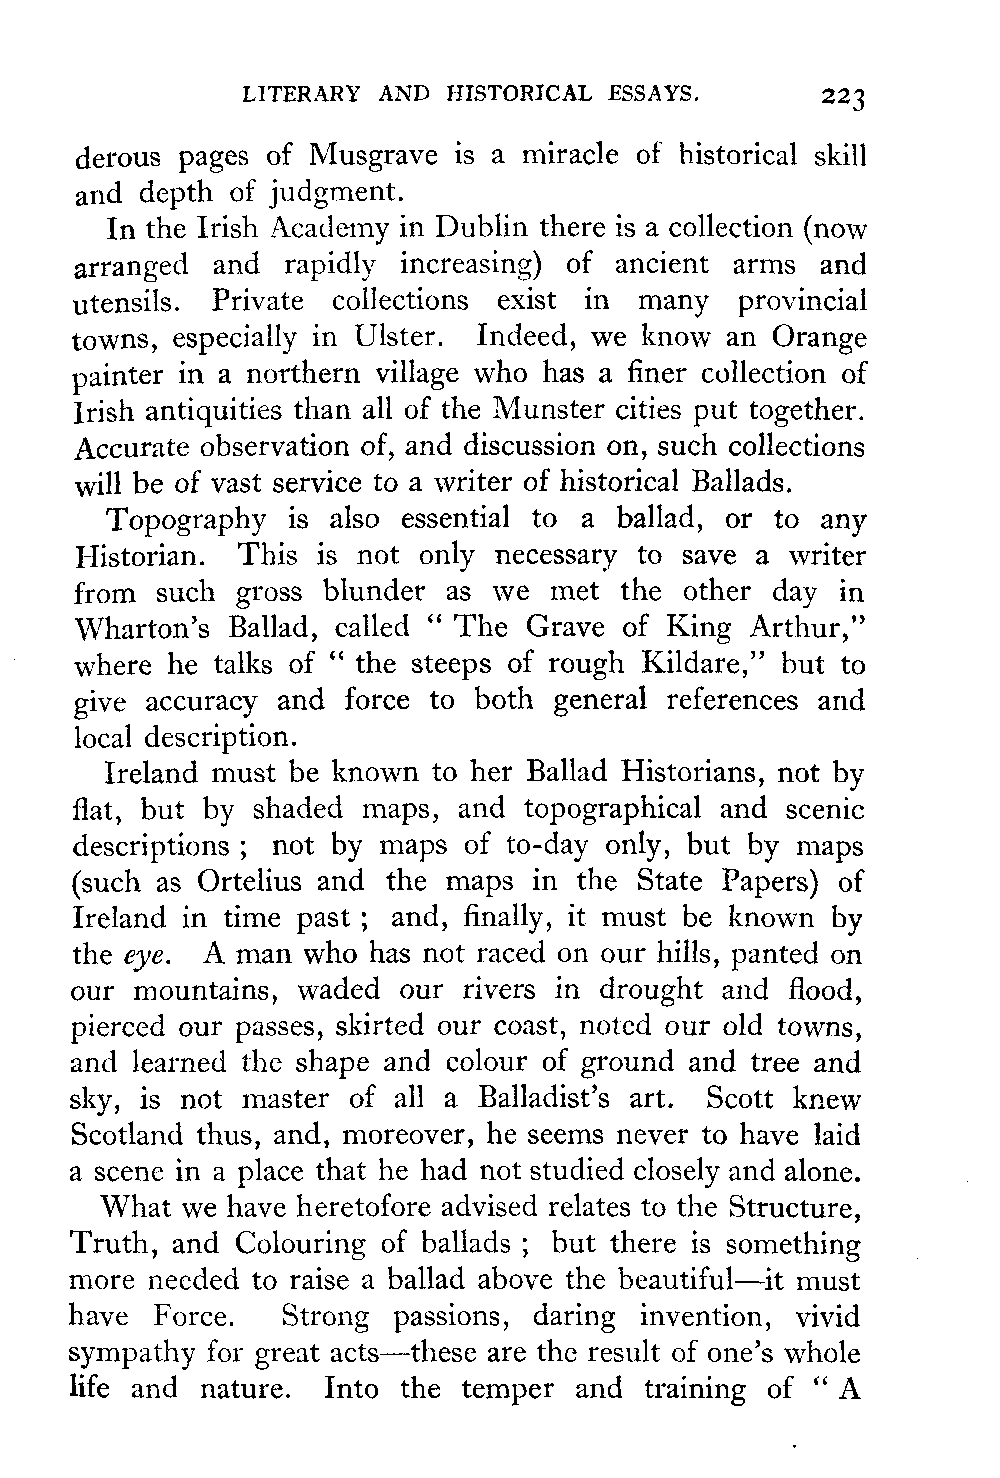 LITERARY AND HISTORICAL ESSAYS. 223
derous pages of Musgrave is a miracle of historical skill
and depth of judgment.
In the Irish Academy in Dublin there is a collection (now
arranged and rapidly increasing) of ancient arms and
utensils. Private collections exist in many provincial
towns, especially in Ulster. Indeed, we know an Orange
painter in a northern village who has a finer collection of
Irish antiquities than all of the Munster cities put together.
Accurate observation of, and discussion on, such collections
will be of vast service to a writer of historical Ballads.
Topography is also essential to a ballad, or to any
Historian. This is not only necessary to save a writer
from such gross blunder as we met the other day in
Wharton's Ballad, called “ The Grave of King Arthur,”
where he talks of “ the steeps of rough Kildare,” but to
give accuracy and force to both general references and
local description.
Ireland must be known to her Ballad Historians, not by
flat, but by shaded maps, and topographical and scenic
descriptions ; not by maps of to-day only, but by maps
(such as Ortelius and the maps in the State Papers) of
Ireland in time past ; and, finally, it must be known by
the eye. A man who has not raced on our hills, panted on
our mountains, waded our rivers in drought and flood,
pierced our passes, skirted our coast, noted our old towns,
and learned the shape and colour of ground and tree and
sky, is not master of all a Balladist's art. Scott knew
Scotland thus, and, moreover, he seems never to have laid
a scene in a place that he had not studied closely and alone.
What we have heretofore advised relates to the Structure,
Truth, and Colouring of ballads ; but there is something
more needed to raise a ballad above the beautiful—it must
have Force. Strong passions, daring invention, vivid
sympathy for great acts—these are the result of one's whole
life and nature. Into the temper and training of “ A